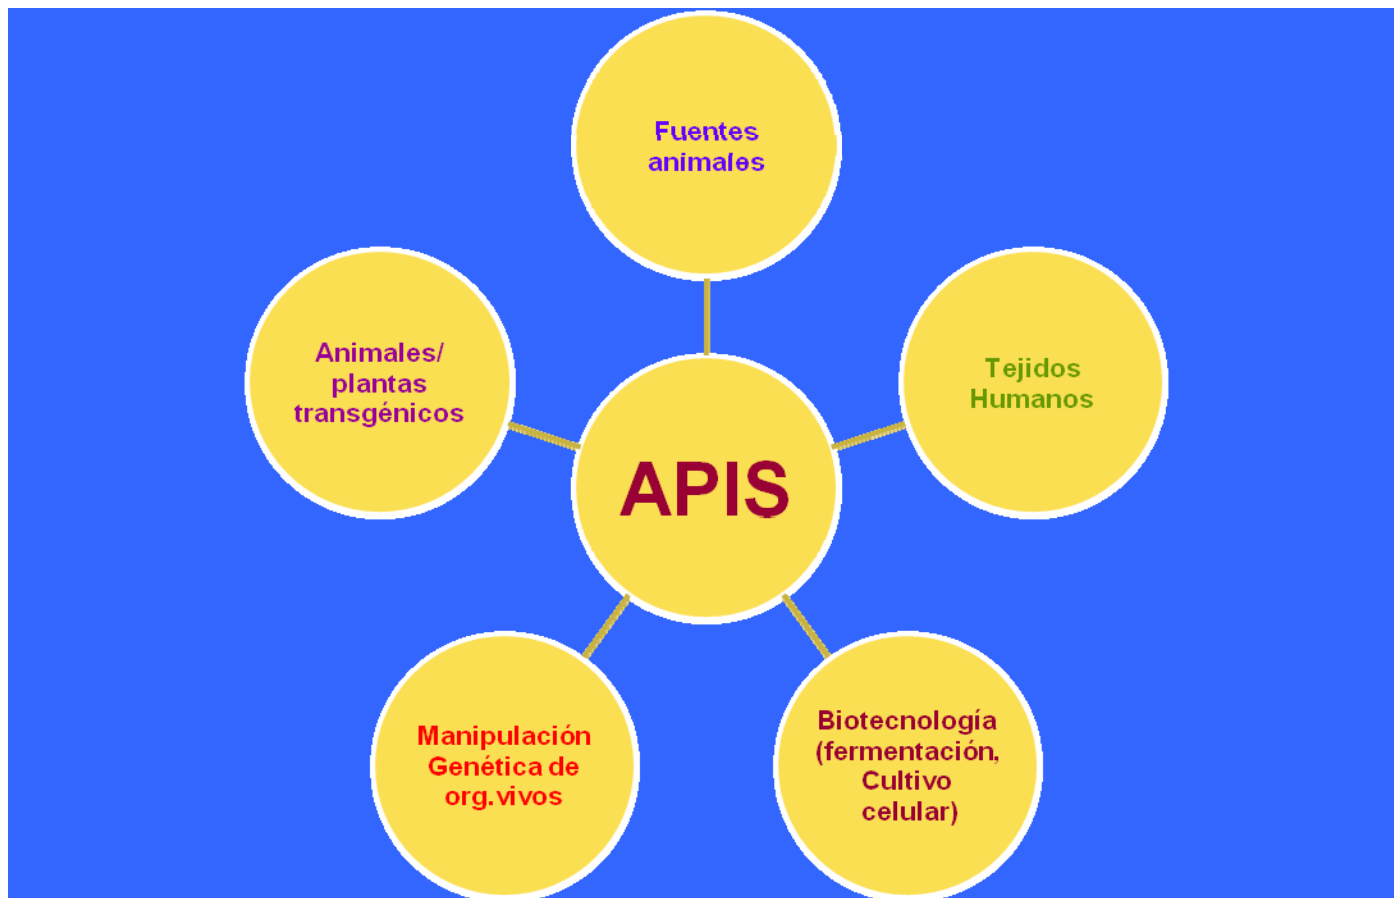 Fuentes
animales
Animales/
plantas
transgénicos
Tejidos
Humanos
APIS
Manipulación
Genética de
org.vivos
Biotecnología
(fermentación,
Cultivo
celular)